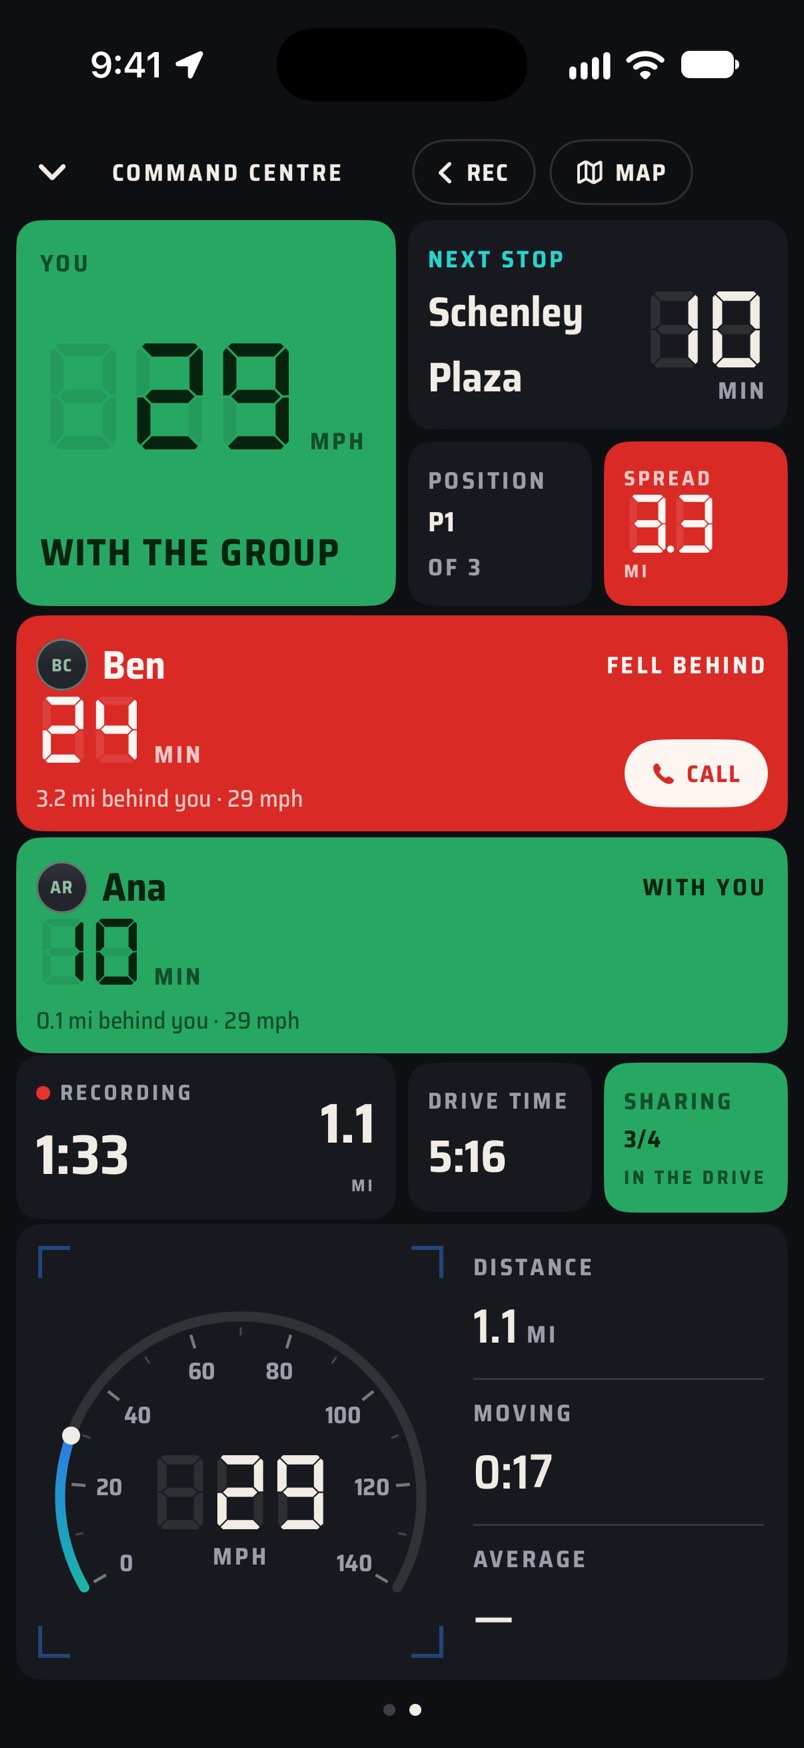 9:41
COMMAND CENTRE
REC
MAP
YOU
29 MPH
WITH THE GROUP
NEXT STOP
Schenley
Plaza
10
MIN
POSITION
P1
OF 3
SPREAD
3.3
MI
BC
Ben
FELL BEHIND
24 MIN
3.2 mi behind you · 29 mph
CALL
AR
Ana
WITH YOU
10 MIN
0.1 mi behind you · 29 mph
RECORDING
1:33
1.1
MI
DRIVE TIME
5:16
SHARING
3/4
IN THE DRIVE
0
20
40
60
80
100
120
140
29
MPH
DISTANCE
1.1 MI
MOVING
0:17
AVERAGE
—